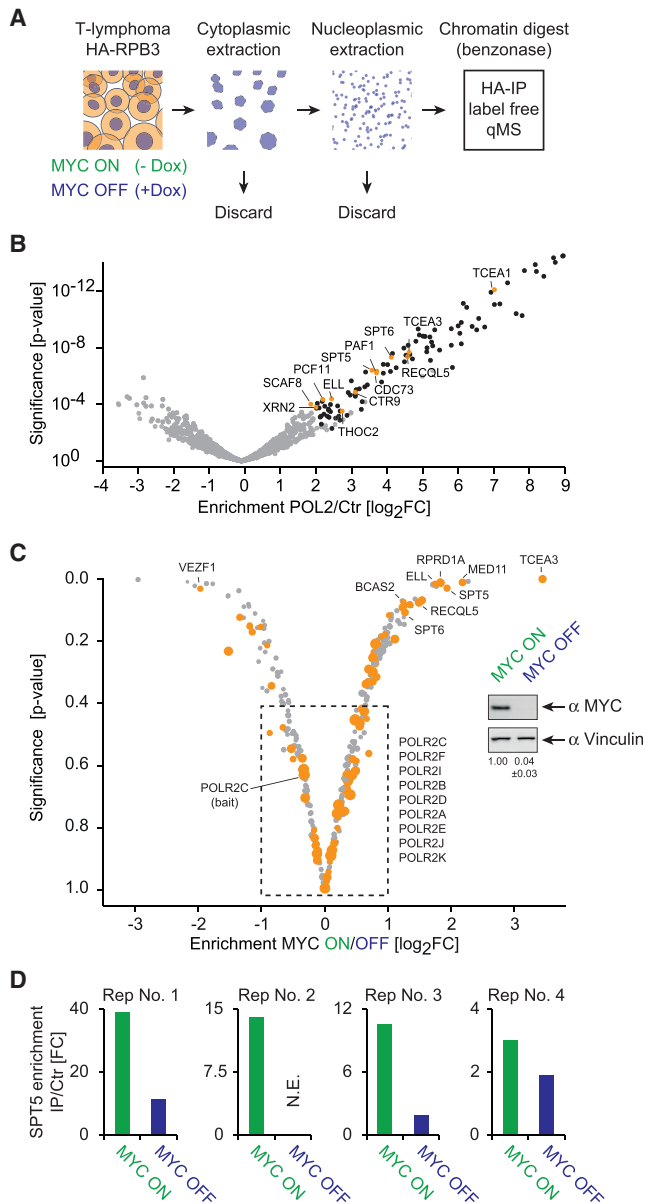 A
T-lymphoma
HA-RPB3
Cytoplasmic
extraction
Nucleoplasmic
extraction
Chromatin digest
(benzonase)
HA-IP
label free
qMS
MYC ON (- Dox)
MYC OFF (+Dox)
Discard
Discard
B
Significance [p-value]
10-12
10-8
10-4
100
TCEA1
TCEA3
SPT6
PAF1
SPT5
RECQL5
PCF11
ELL
CDC73
SCAF8
CTR9
XRN2
THOC2
-4
-3
-2
-1
0
1
2
3
4
5
6
7
8
9
Enrichment POL2/Ctr [log2FC]
C
Significance [p-value]
0.0
0.2
0.4
0.6
0.8
1.0
VEZF1
RPRD1A
TCEA3
ELL
MED11
BCAS2
SPT5
RECQL5
SPT6
MYC ON
MYC OFF
α MYC
α Vinculin
1.00 0.04
±0.03
POLR2C
(bait)
POLR2C
POLR2F
POLR2I
POLR2B
POLR2D
POLR2A
POLR2E
POLR2J
POLR2K
-3
-2
-1
0
1
2
3
Enrichment MYC ON/OFF [log2FC]
D
SPT5 enrichment
IP/Ctr [FC]
Rep No. 1
40
20
0
MYC ON
MYC OFF
Rep No. 2
15
7.5
0
N.E.
MYC ON
MYC OFF
Rep No. 3
12
6
0
MYC ON
MYC OFF
Rep No. 4
4
2
0
MYC ON
MYC OFF